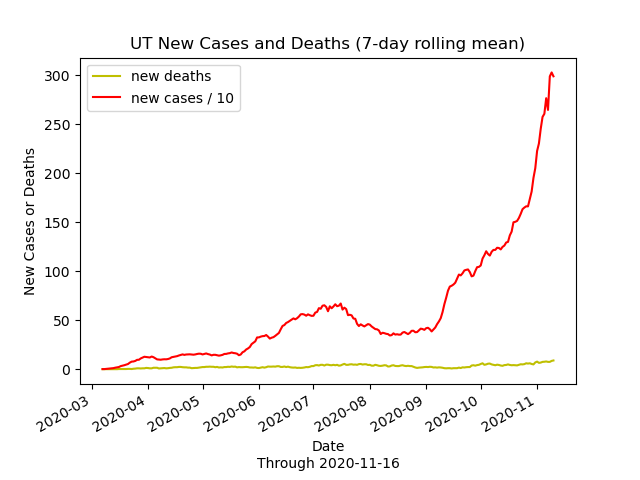 UT New Cases and Deaths (7-day rolling mean)
new deaths
new cases / 10
300
250
200
150
100
50
0
New Cases or Deaths
2020-03
2020-04
2020-05
2020-06
2020-07
2020-08
2020-09
2020-10
2020-11
Date
Through 2020-11-16